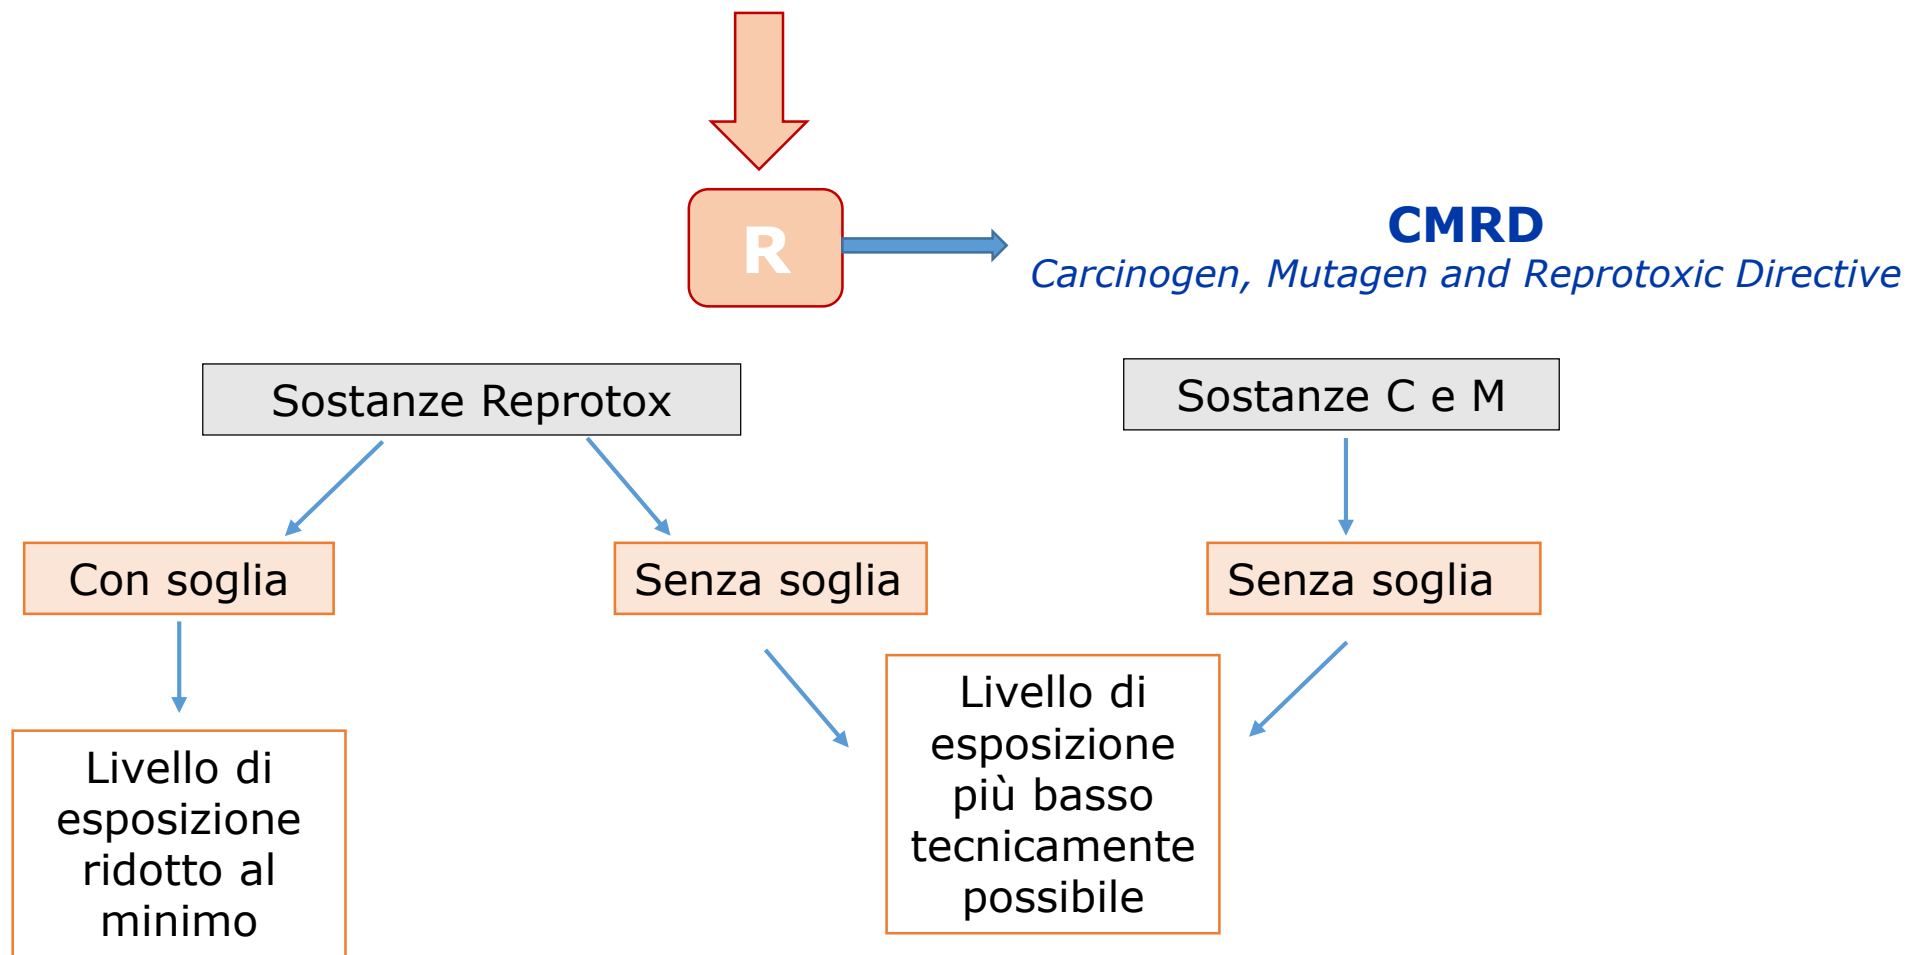 R
CMRD
Carcinogen, Mutagen and Reprotoxic Directive
Sostanze Reprotox
Sostanze C e M
Con soglia
Senza soglia
Senza soglia
Livello di
esposizione
ridotto al
minimo
Livello di
esposizione
più basso
tecnicamente
possibile